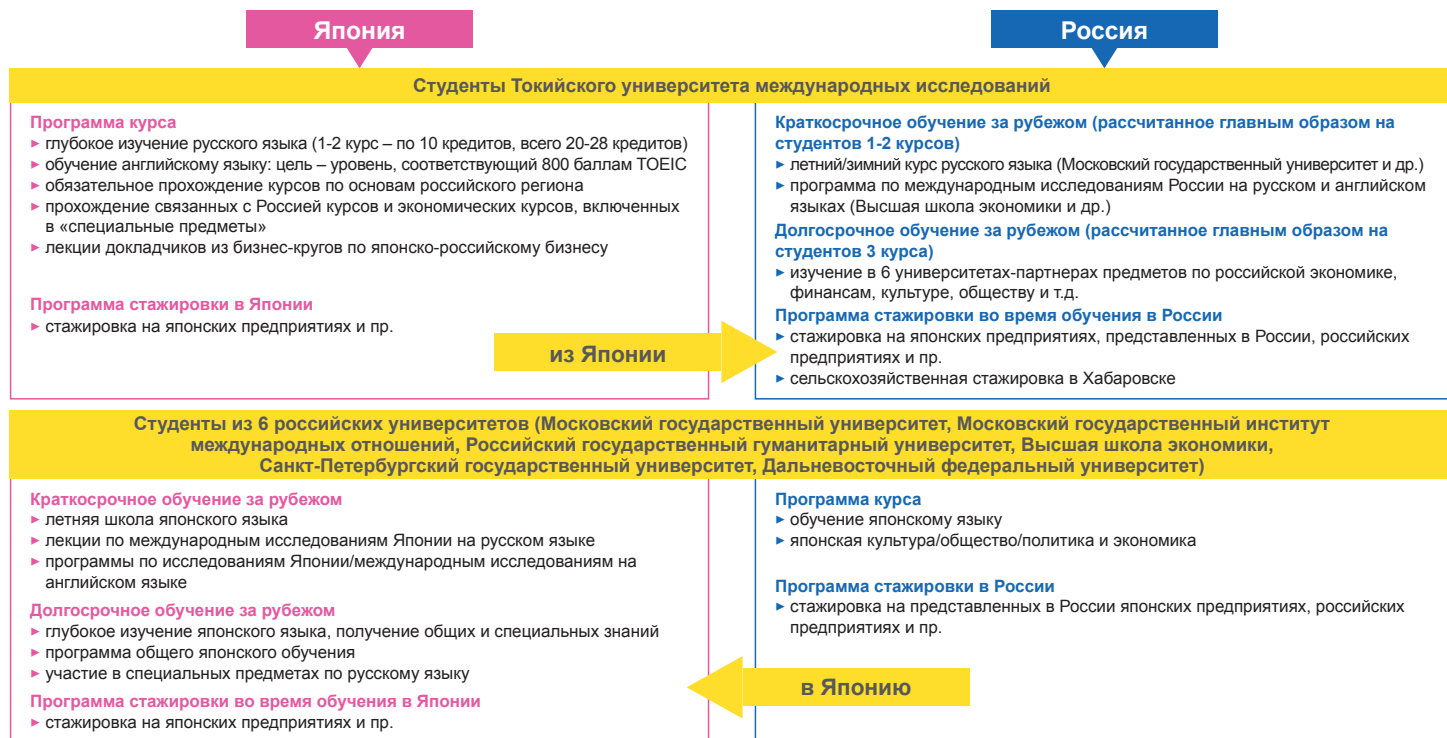 Япония
Россия
Студенты Токийского университета международных исследований
Программа курса
► глубокое изучение русского языка (1-2 курс – по 10 кредитов, всего 20-28 кредитов)
► обучение английскому языку: цель – уровень, соответствующий 800 баллам TOEIC
► обязательное прохождение курсов по основам российского региона
► прохождение связанных с Россией курсов и экономических курсов, включенных
в «специальные предметы»
► лекции докладчиков из бизнес-кругов по японско-российскому бизнесу
Программа стажировки в Японии
► стажировка на японских предприятиях и пр.
из Японии
Краткосрочное обучение за рубежом (рассчитанное главным образом на
студентов 1-2 курсов)
► летний/зимний курс русского языка (Московский государственный университет и др.)
► программа по международным исследованиям России на русском и английском
языках (Высшая школа экономики и др.)
Долгосрочное обучение за рубежом (рассчитанное главным образом на
студентов 3 курса)
► изучение в 6 университетах-партнерах предметов по российской экономике,
финансам, культуре, обществу и т.д.
Программа стажировки во время обучения в России
► стажировка на японских предприятиях, представленных в России, российских
предприятиях и пр.
► сельскохозяйственная стажировка в Хабаровске
Студенты из 6 российских университетов (Московский государственный университет, Московский государственный институт
международных отношений, Российский государственный гуманитарный университет, Высшая школа экономики,
Санкт-Петербургский государственный университет, Дальневосточный федеральный университет)
Краткосрочное обучение за рубежом
► летняя школа японского языка
► лекции по международным исследованиям Японии на русском языке
► программы по исследованиям Японии/международным исследованиям на
английском языке
Долгосрочное обучение за рубежом
► глубокое изучение японского языка, получение общих и специальных знаний
► программа общего японского обучения
► участие в специальных предметах по русскому языку
Программа стажировки во время обучения в Японии
► стажировка на японских предприятиях и пр.
Программа курса
► обучение японскому языку
► японская культура/общество/политика и экономика
Программа стажировки в России
► стажировка на представленных в России японских предприятиях, российских
предприятиях и пр.
в Японию